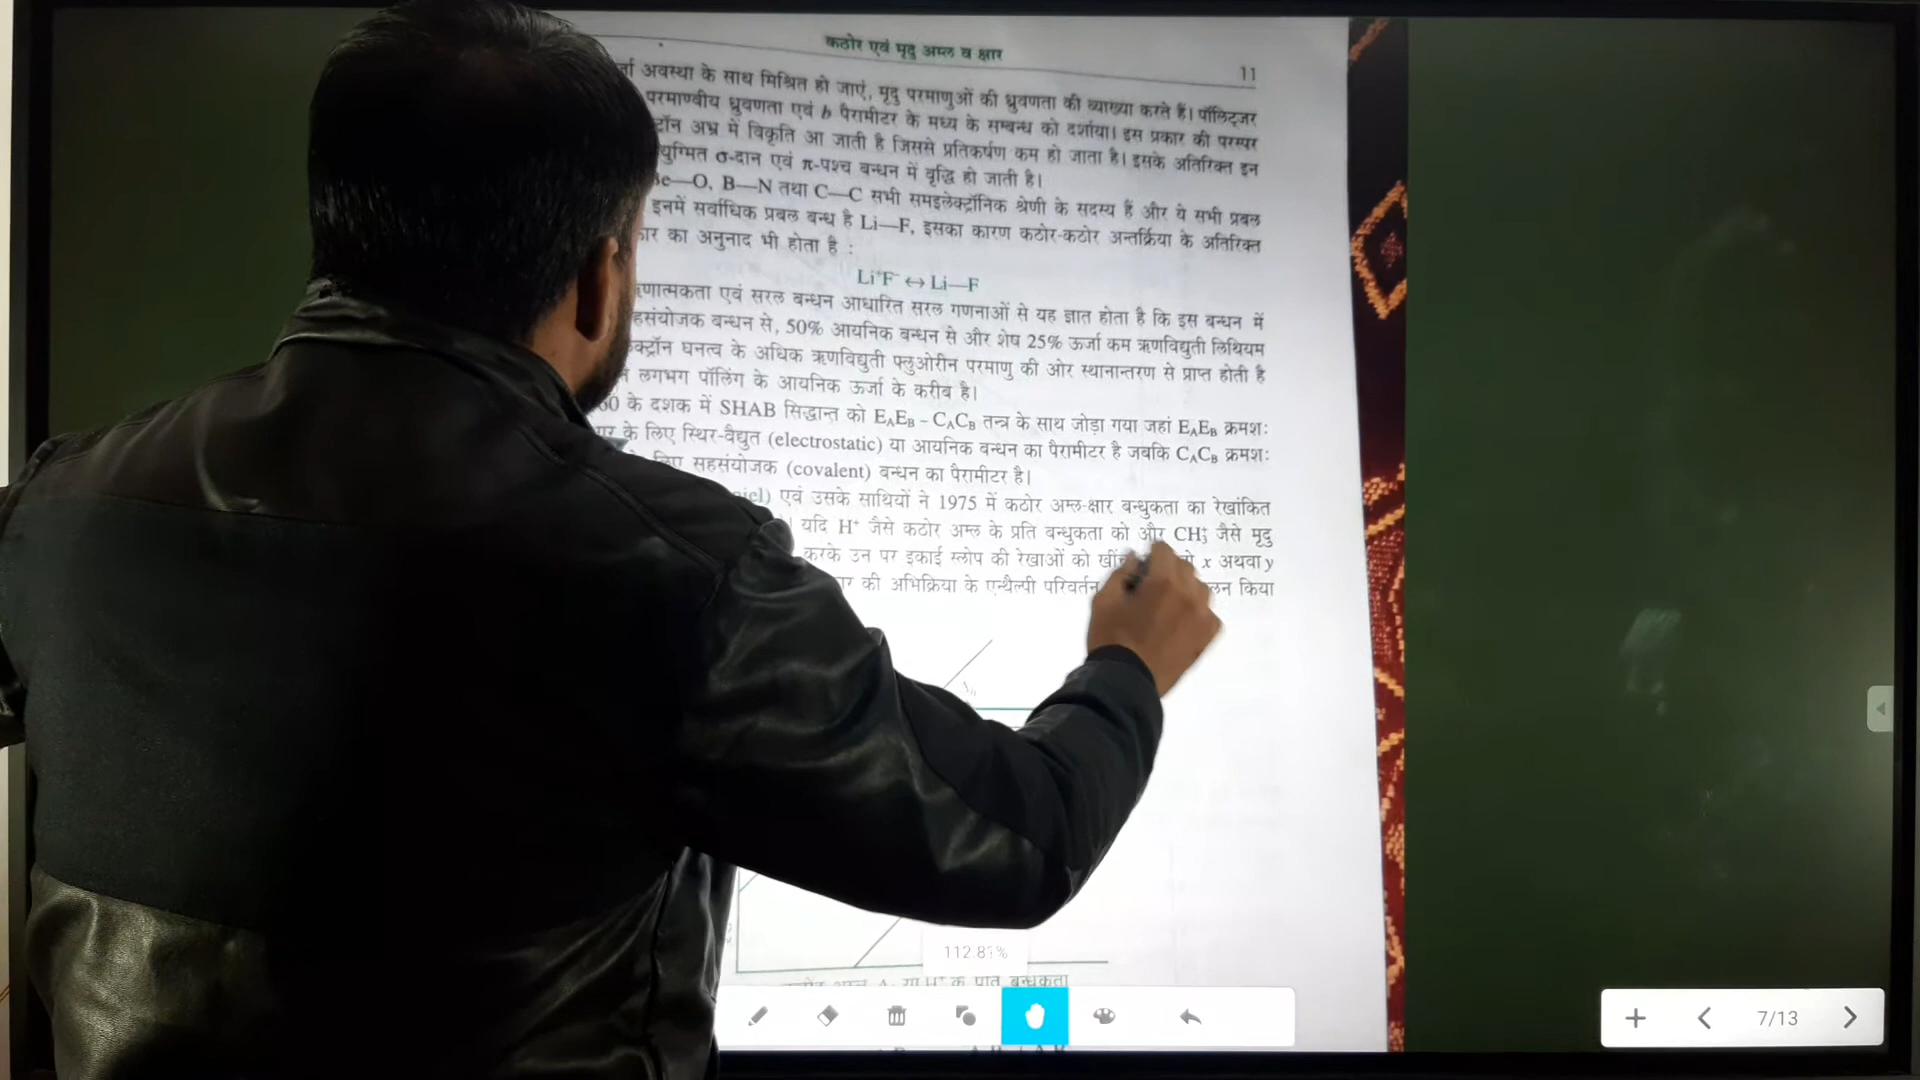 कठोर एवं मृदु अम्ल व क्षार
11
अवस्था के साथ मिश्रित हो जाएं, मृदु परमाणुओं की ध्रुवणता की व्याख्या करते हैं। पॉलिट्जर
परमाण्वीय ध्रुवणता एवं b पैरामीटर के मध्य के सम्बन्ध को दर्शाया। इस प्रकार की परस्पर
अभ्र में विकृति आ जाती है जिससे प्रतिकर्षण कम हो जाता है। इसके अतिरिक्त इन
युग्मित σ-दान एवं π-पश्च बन्धन में वृद्धि हो जाती है।
Be—O, B—N तथा C—C सभी समइलेक्ट्रॉनिक श्रेणी के सदस्य हैं और ये सभी प्रबल
इनमें सर्वाधिक प्रबल बन्ध है Li—F, इसका कारण कठोर-कठोर अन्तर्क्रिया के अतिरिक्त
का अनुनाद भी होता है :
Li⁺F⁻ ↔ Li—F
एवं सरल बन्धन आधारित सरल गणनाओं से यह ज्ञात होता है कि इस बन्धन में
बन्धन से, 50% आयनिक बन्धन से और शेष 25% ऊर्जा कम ऋणविद्युती लिथियम
घनत्व के अधिक ऋणविद्युती फ्लुओरीन परमाणु की ओर स्थानान्तरण से प्राप्त होती है
लगभग पॉलिंग के आयनिक ऊर्जा के करीब है।
60 के दशक में SHAB सिद्धान्त को E_AE_B – C_AC_B तन्त्र के साथ जोड़ा गया जहां E_AE_B क्रमशः
के लिए स्थिर-वैद्युत (electrostatic) या आयनिक बन्धन का पैरामीटर है जबकि C_AC_B क्रमशः
लिए सहसंयोजक (covalent) बन्धन का पैरामीटर है।
एवं उसके साथियों ने 1975 में कठोर अम्ल-क्षार बन्धुकता का रेखांकित
यदि H⁺ जैसे कठोर अम्ल के प्रति बन्धुकता को और CH₃⁺ जैसे मृदु
करके उन पर इकाई स्लोप की रेखाओं को x अथवा y
की अभिक्रिया के एन्थैल्पी परिवर्तन किया
112.81%
7/13